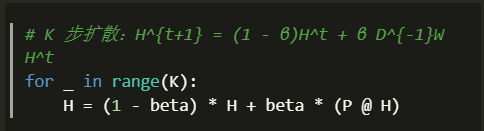 # K 步扩散：H^{t+1} = (1 - β)H^t + β D^{-1}W
H^t
for _ in range(K):
    H = (1 - beta) * H + beta * (P @ H)